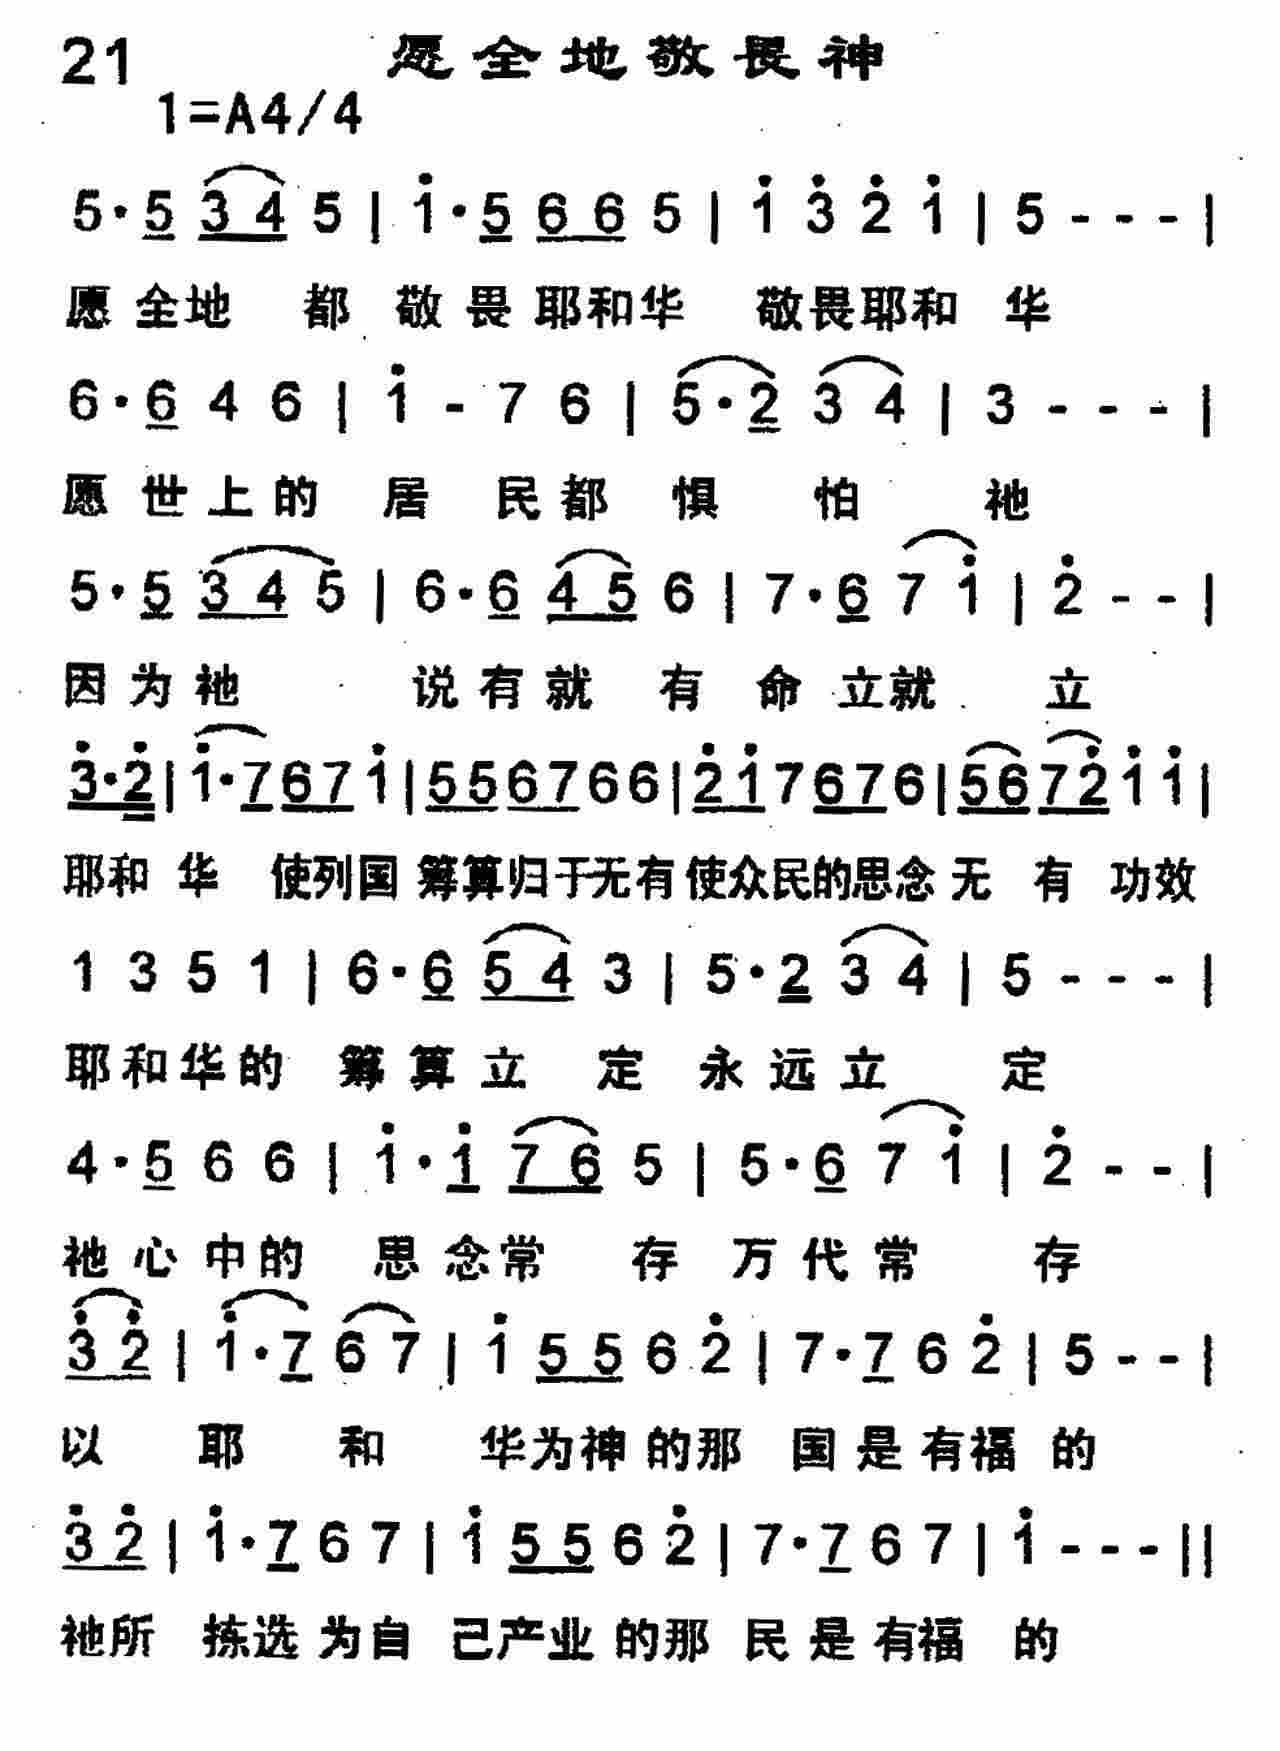 21 愿全地敬畏神
1=A4/4
5·5 3 4 5 | i·5 6 6 5 | i 3̇ 2̇ i | 5 - - - |
愿全地 都 敬畏耶和华 敬畏耶和 华
6·6 4 6 | i - 7 6 | 5·2 3 4 | 3 - - - |
愿世上的 居 民都 惧 怕 祂
5·5 3 4 5 | 6·6 4 5 6 | 7·6 7 i | 2̇ - - |
因为祂 说有就 有 命立就 立
3̇·2̇ | i·7 6 7 i | 5 5 6 7 6 6 | 2̇ i 7 6 7 6 | 5 6 7 2̇ i i |
耶和 华 使列国 筹算归于无有使众民的思念 无 有 功效
1 3 5 1 | 6·6 5 4 3 | 5·2 3 4 | 5 - - - |
耶和华的 筹算立 定 永远立 定
4·5 6 6 | i·i 7 6 5 | 5·6 7 i | 2̇ - - |
祂心中的 思念常 存 万代常 存
3̇ 2̇ | i·7 6 7 | i 5 5 6 2̇ | 7·7 6 2̇ | 5 - - |
以 耶 和 华为神的那 国是有福 的
3̇ 2̇ | i·7 6 7 | i 5 5 6 2̇ | 7·7 6 7 | i - - - ||
祂所 拣选为自 己产业的那 民是有福 的